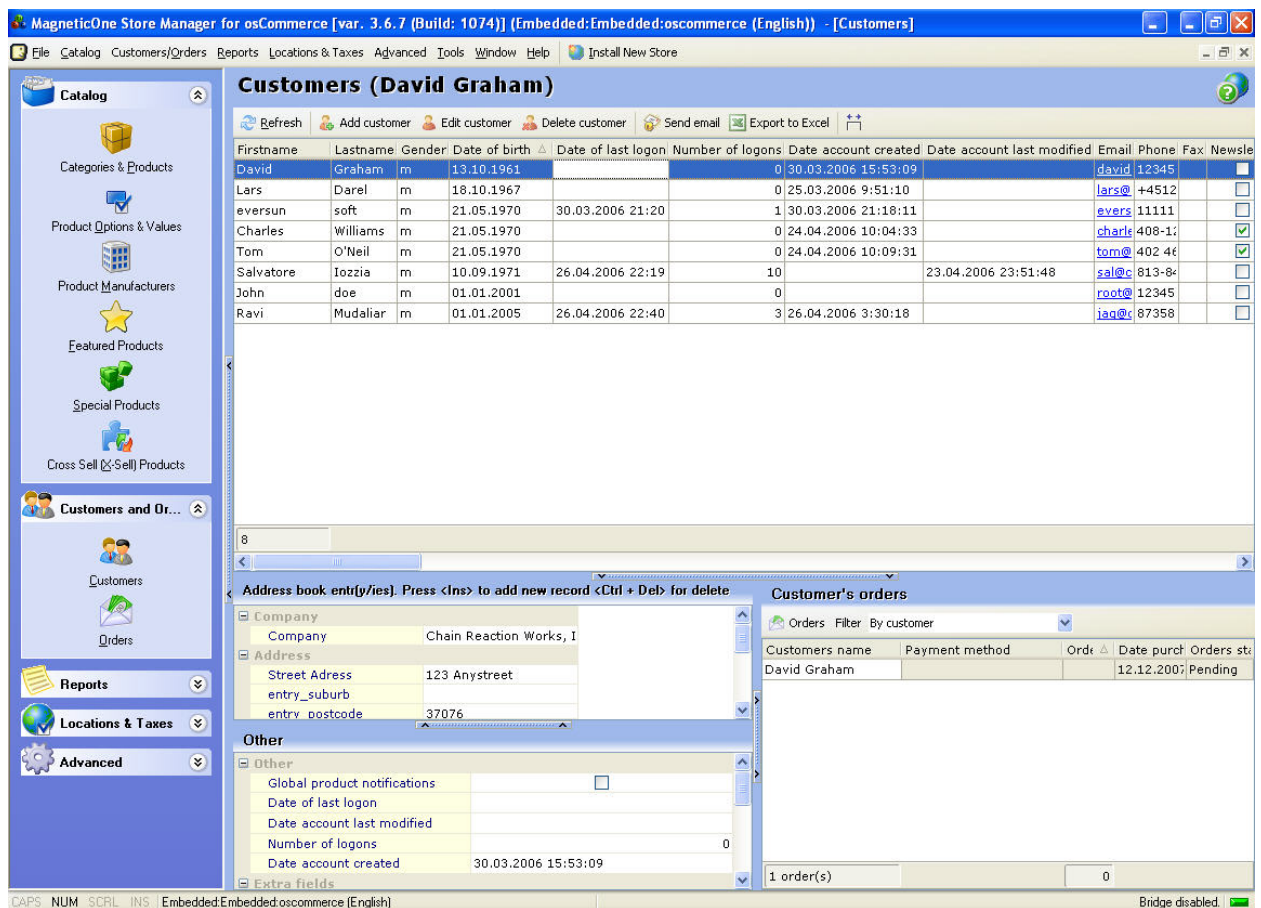 MagneticOne Store Manager for osCommerce [var. 3.6.7 (Build: 1074)] (Embedded:Embedded:oscommerce (English)) - [Customers]
File Catalog Customers/Orders Reports Locations & Taxes Advanced Tools Window Help Install New Store
Catalog
Categories & Products
Product Options & Values
Product Manufacturers
Featured Products
Special Products
Cross Sell (X-Sell) Products
Customers and Or...
Customers
Orders
Reports
Locations & Taxes
Advanced
Customers (David Graham)
Refresh Add customer Edit customer Delete customer Send email Export to Excel
Firstname Lastname Gender Date of birth Date of last logon Number of logons Date account created Date account last modified Email Phone Fax Newsle
David Graham m 13.10.1961 0 30.03.2006 15:53:09 david 12345
Lars Darel m 18.10.1967 0 25.03.2006 9:51:10 lars@ +4512
eversun soft m 21.05.1970 30.03.2006 21:20 1 30.03.2006 21:18:11 evers 11111
Charles Williams m 21.05.1970 0 24.04.2006 10:04:33 charle 408-12
Tom O'Neil m 21.05.1970 0 24.04.2006 10:09:31 tom@ 402 46
Salvatore Iozzia m 10.09.1971 26.04.2006 22:19 10 23.04.2006 23:51:48 sal@c 813-84
John doe m 01.01.2001 0 root@ 12345
Ravi Mudaliar m 01.01.2005 26.04.2006 22:40 3 26.04.2006 3:30:18 jag@c 87358
8
Address book entr(y/ies). Press <Ins> to add new record <Ctrl + Del> for delete
Company
Company Chain Reaction Works, I
Address
Street Adress 123 Anystreet
entry_suburb
entry_postcode 37076
Other
Other
Global product notifications
Date of last logon
Date account last modified
Number of logons 0
Date account created 30.03.2006 15:53:09
Extra fields
Customer's orders
Orders Filter By customer
Customers name Payment method Orde Date purch Orders sta
David Graham 12.12.2007 Pending
1 order(s) 0
CAPS NUM SCRL INS Embedded:Embedded:oscommerce (English) Bridge disabled.